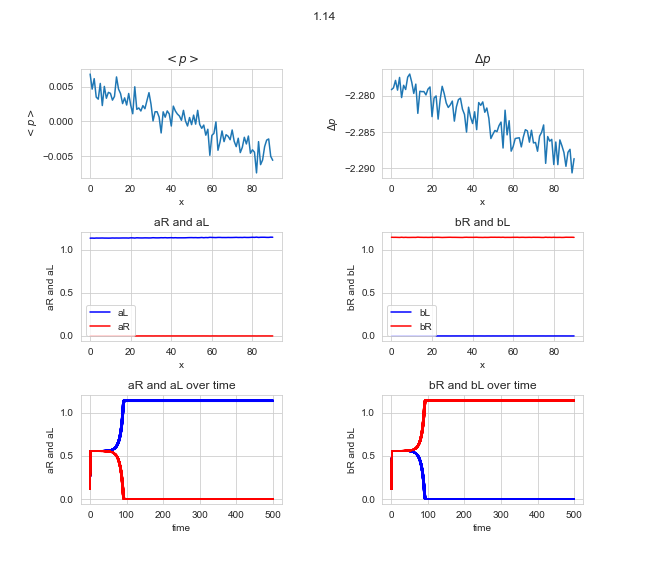 1.14
< p >
Δp
0.005
0.000
−0.005
< p >
0 20 40 60 80
x
−2.280
−2.285
−2.290
Δp
0 20 40 60 80
x
aR and aL
1.0
0.5
0.0
aR and aL
aL
aR
0 20 40 60 80
x
bR and bL
1.0
0.5
0.0
bR and bL
bL
bR
0 20 40 60 80
x
aR and aL over time
1.0
0.5
0.0
aR and aL
0 100 200 300 400 500
time
bR and bL over time
1.0
0.5
0.0
bR and bL
0 100 200 300 400 500
time